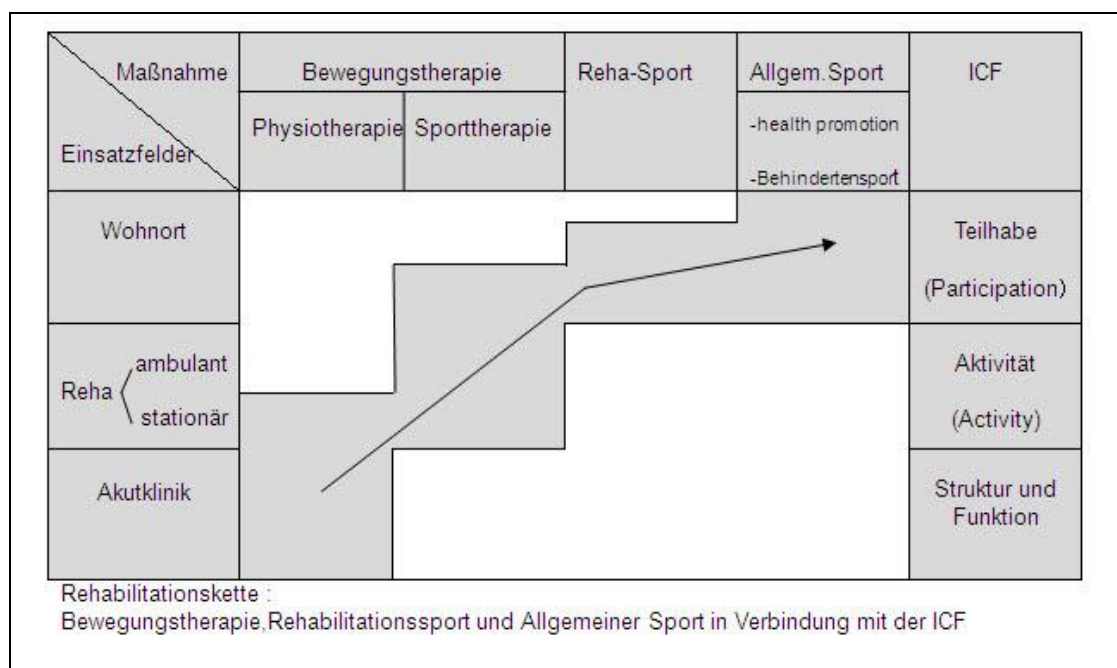 Maßnahme
Einsatzfelder
Bewegungstherapie
Reha-Sport
Allgem.Sport
ICF
Physiotherapie
Sporttherapie
-health promotion
-Behindertensport
Wohnort
Teilhabe
(Participation)
Reha
ambulant
stationär
Aktivität
(Activity)
Akutklinik
Struktur und
Funktion
Rehabilitationskette :
Bewegungstherapie,Rehabilitationssport und Allgemeiner Sport in Verbindung mit der ICF